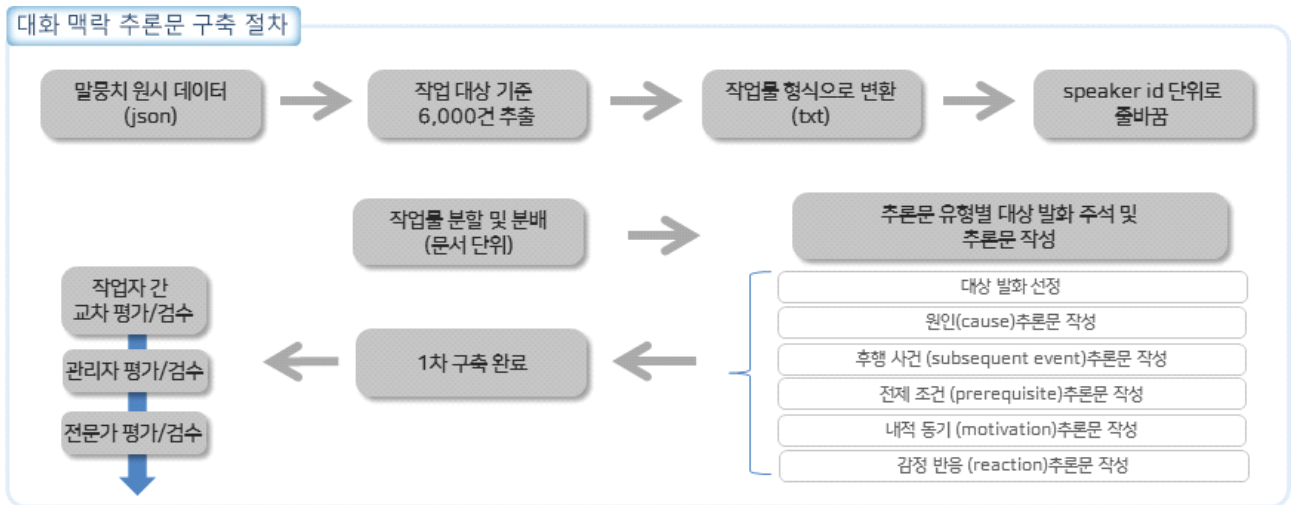 대화 맥락 추론문 구축 절차
말뭉치 원시 데이터
(json)
작업 대상 기준
6,000건 추출
작업물 형식으로 변환
(txt)
speaker id 단위로
줄바꿈
작업물 분할 및 분배
(문서 단위)
추론문 유형별 대상 발화 주석 및
추론문 작성
대상 발화 선정
원인(cause)추론문 작성
후행 사건 (subsequent event)추론문 작성
전제 조건 (prerequisite)추론문 작성
내적 동기 (motivation)추론문 작성
감정 반응 (reaction)추론문 작성
1차 구축 완료
작업자 간
교차 평가/검수
관리자 평가/검수
전문가 평가/검수